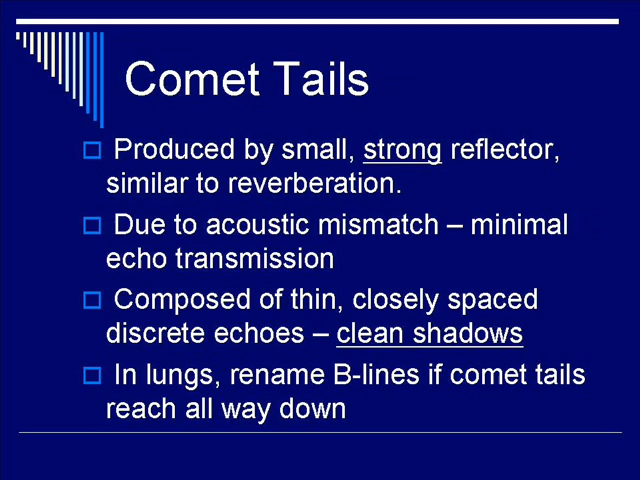 Comet Tails
Produced by small, strong reflector,
similar to reverberation.
Due to acoustic mismatch – minimal
echo transmission
Composed of thin, closely spaced
discrete echoes – clean shadows
In lungs, rename B-lines if comet tails
reach all way down